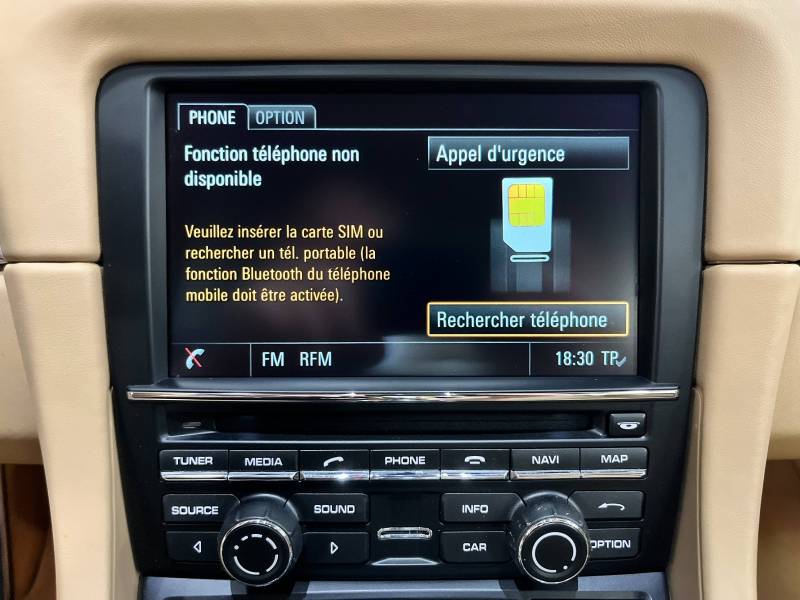 PHONE OPTION
Fonction téléphone non
disponible
Appel d'urgence
Veuillez insérer la carte SIM ou
rechercher un tél. portable (la
fonction Bluetooth du téléphone
mobile doit être activée).
Rechercher téléphone
FM RFM 18:30 TP
TUNER MEDIA PHONE NAVI MAP
SOURCE SOUND INFO
CAR OPTION